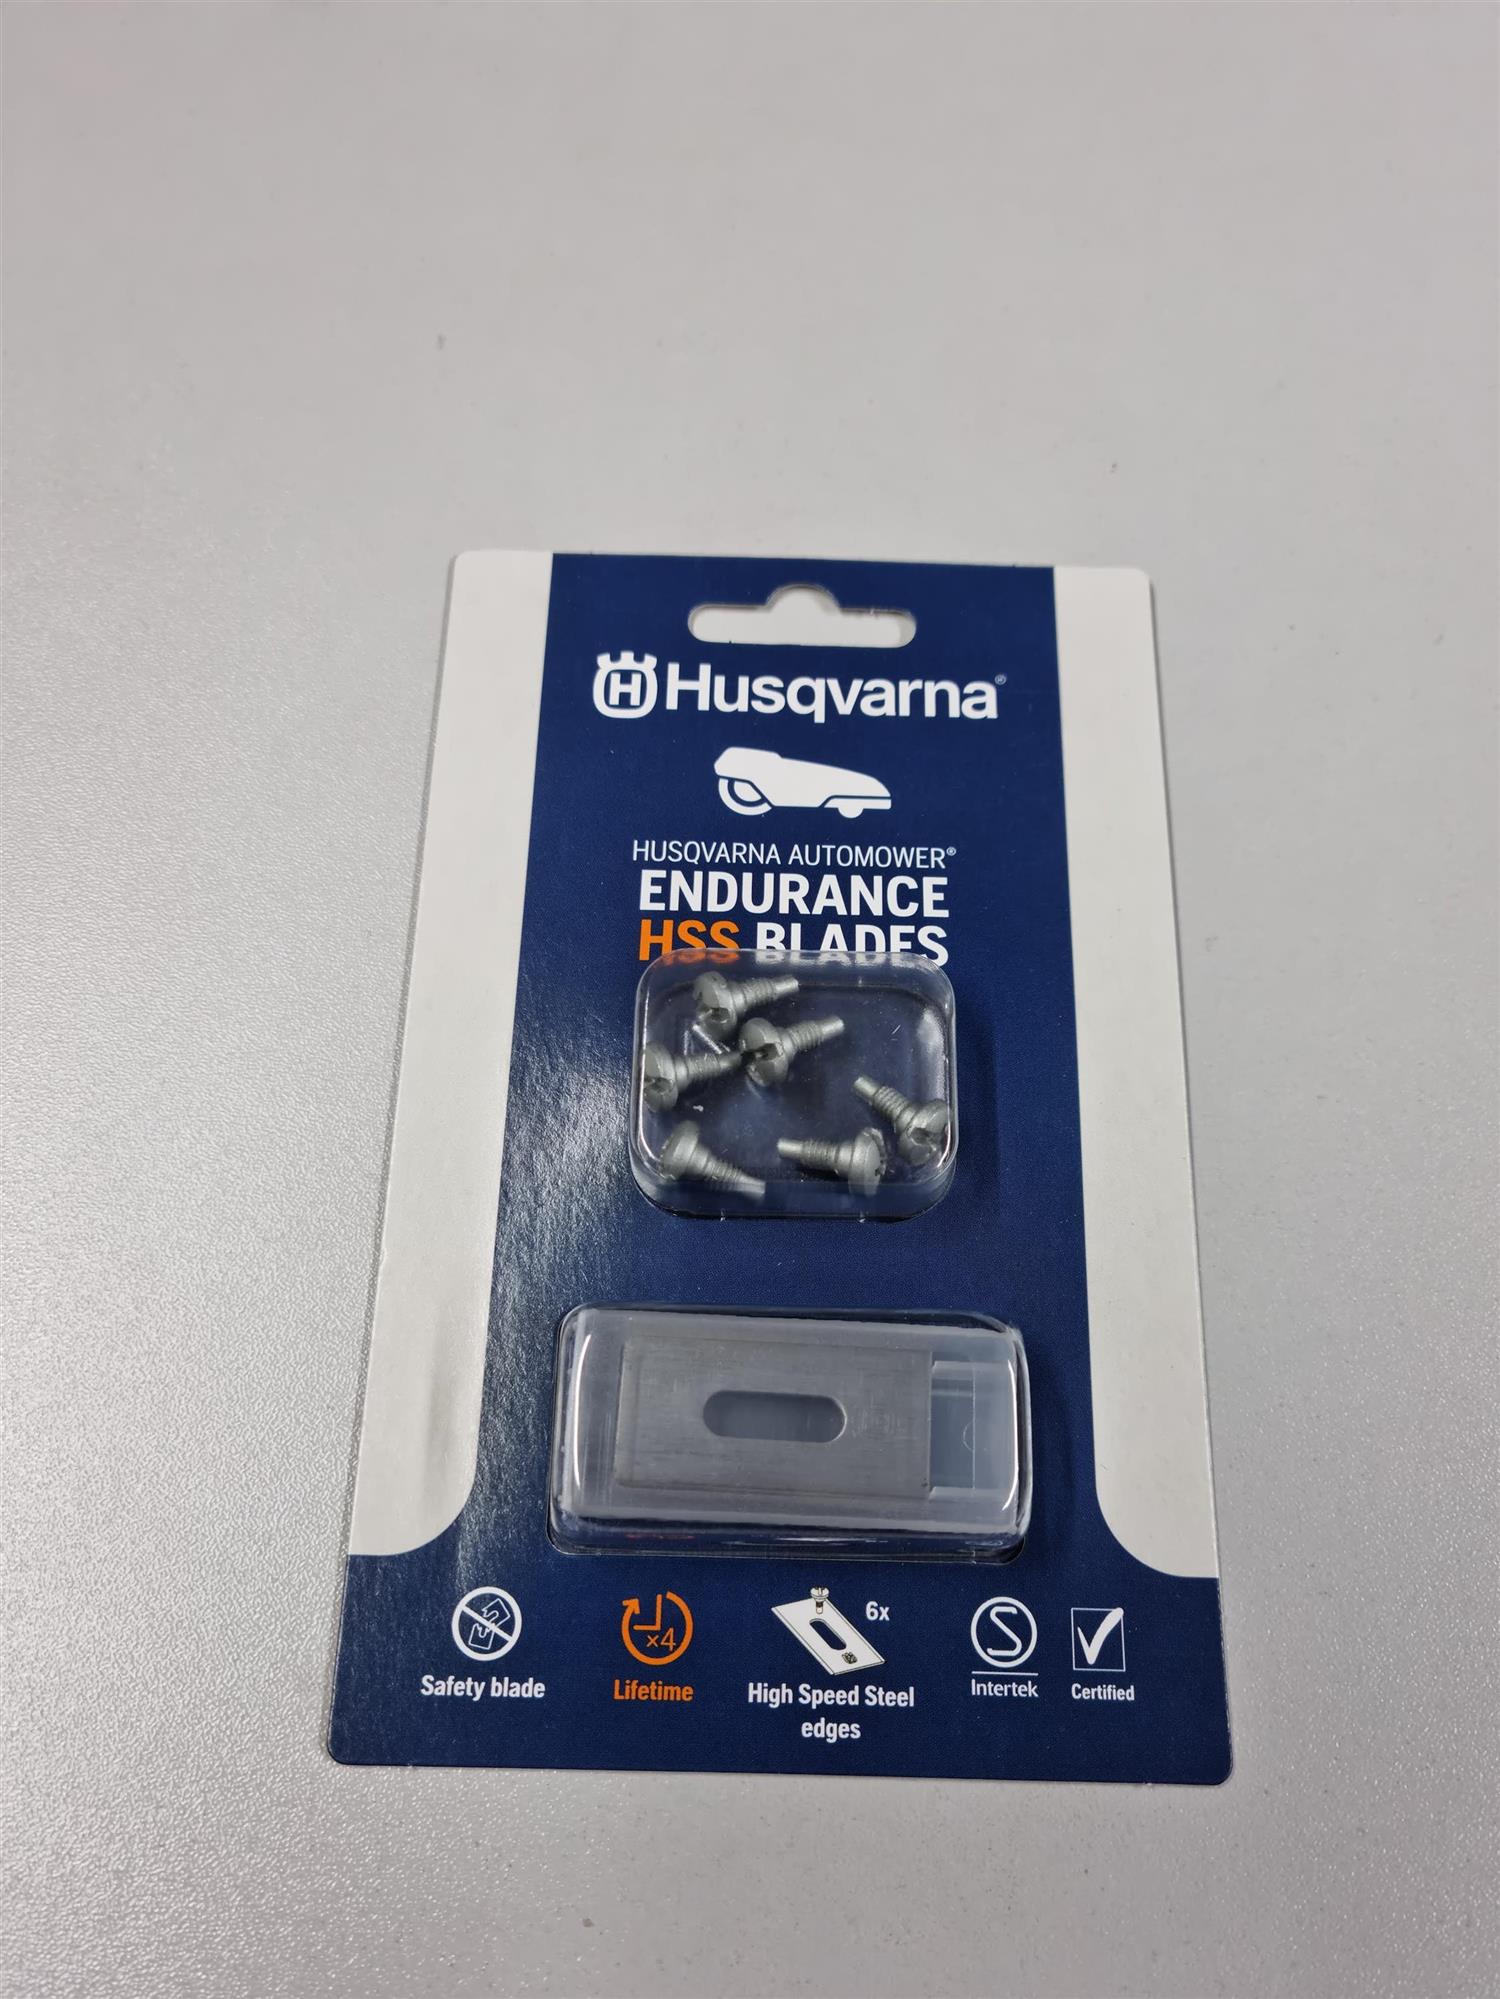 H Husqvarna®
HUSQVARNA AUTOMOWER®
ENDURANCE
HSS BLADES
6x
×4
Safety blade
Lifetime
High Speed Steel
edges
S
Intertek
Certified